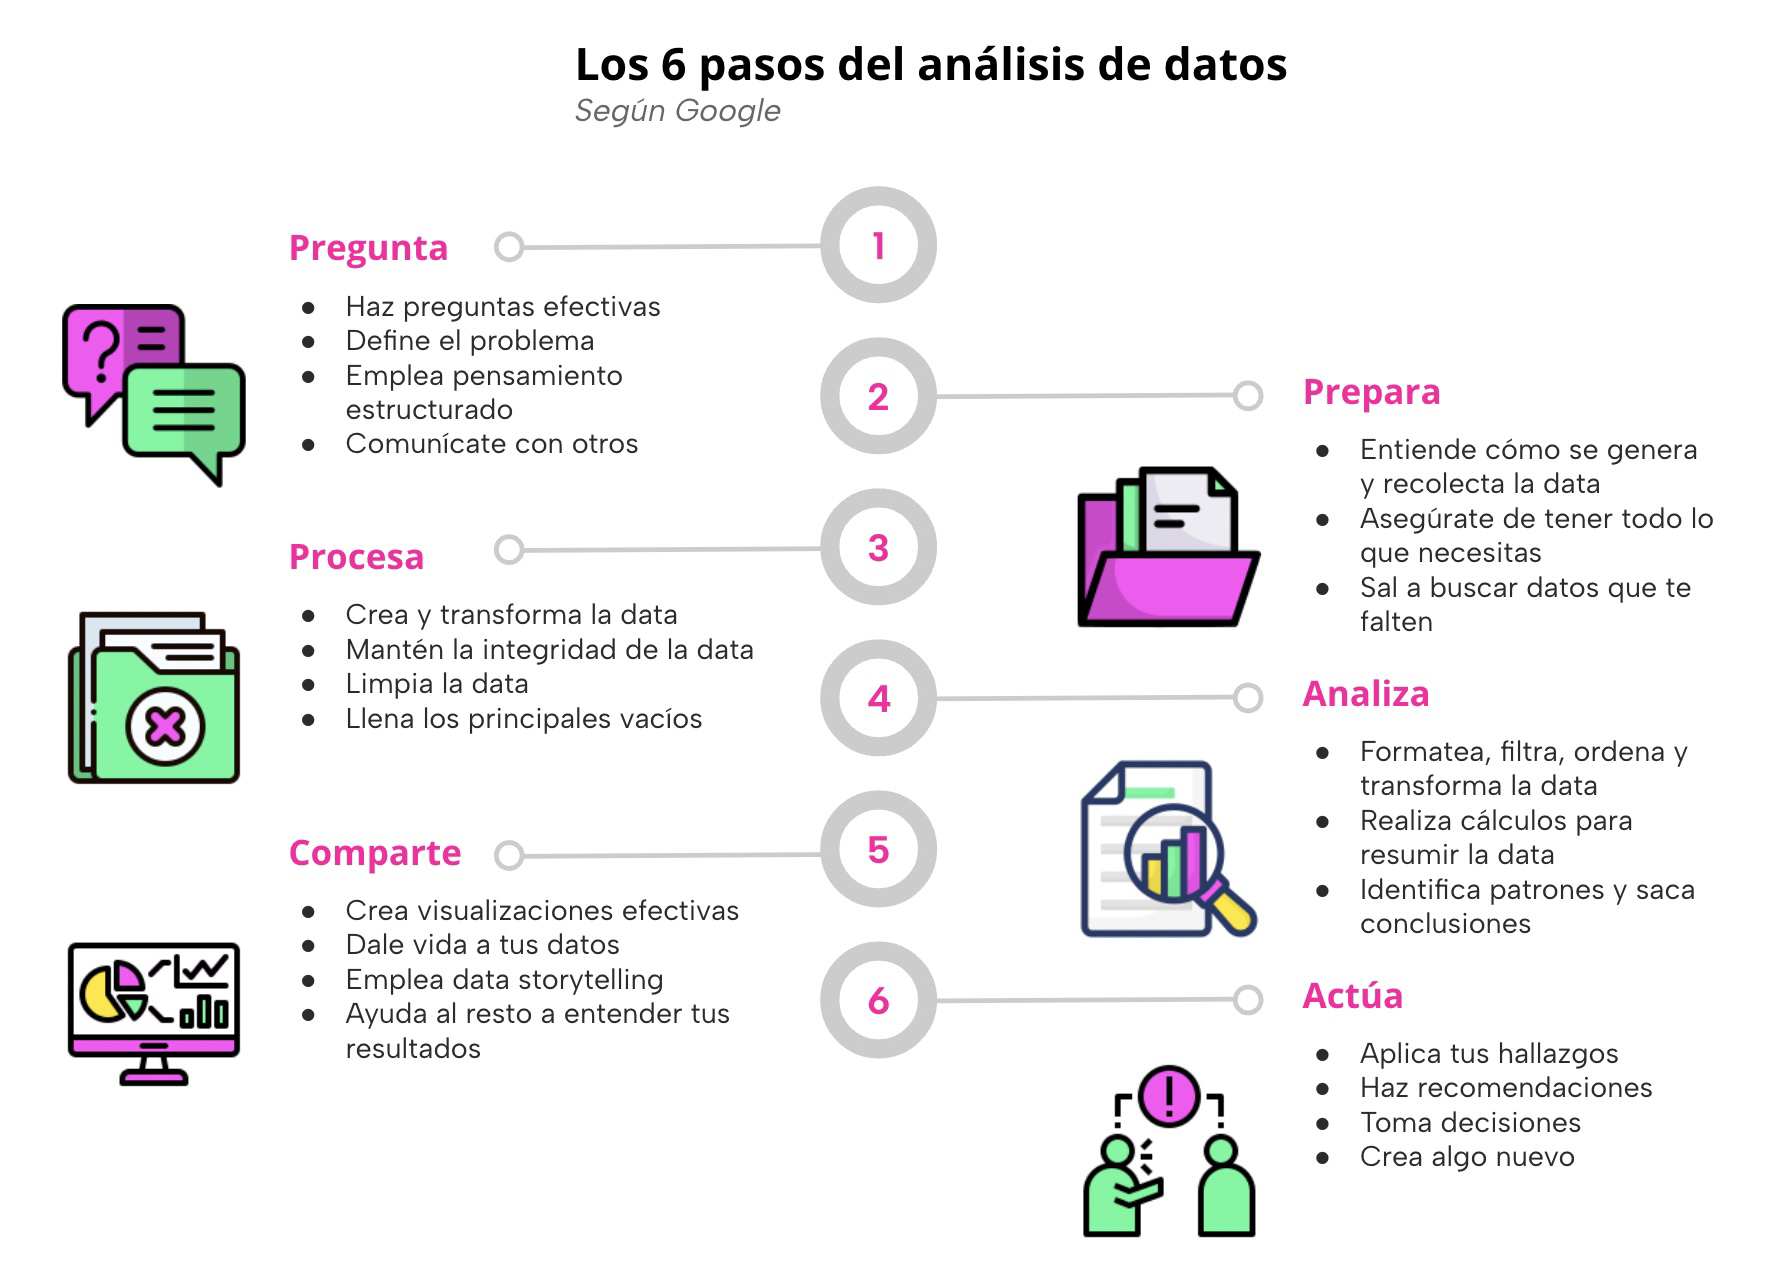 Los 6 pasos del análisis de datos
Según Google
1
Pregunta
● Haz preguntas efectivas
● Define el problema
● Emplea pensamiento
estructurado
● Comunícate con otros
2
Prepara
● Entiende cómo se genera
y recolecta la data
● Asegúrate de tener todo lo
que necesitas
● Sal a buscar datos que te
falten
3
Procesa
● Crea y transforma la data
● Mantén la integridad de la data
● Limpia la data
● Llena los principales vacíos
4
Analiza
● Formatea, filtra, ordena y
transforma la data
● Realiza cálculos para
resumir la data
● Identifica patrones y saca
conclusiones
5
Comparte
● Crea visualizaciones efectivas
● Dale vida a tus datos
● Emplea data storytelling
● Ayuda al resto a entender tus
resultados
6
Actúa
● Aplica tus hallazgos
● Haz recomendaciones
● Toma decisiones
● Crea algo nuevo